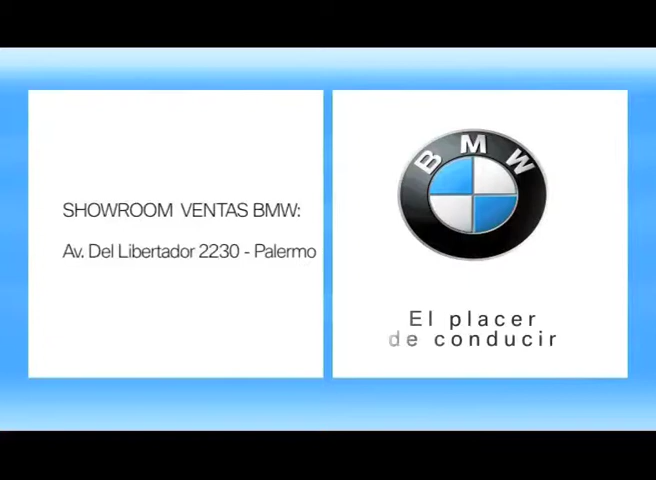 SHOWROOM VENTAS BMW:
Av. Del Libertador 2230 - Palermo
BMW
El placer
de conducir